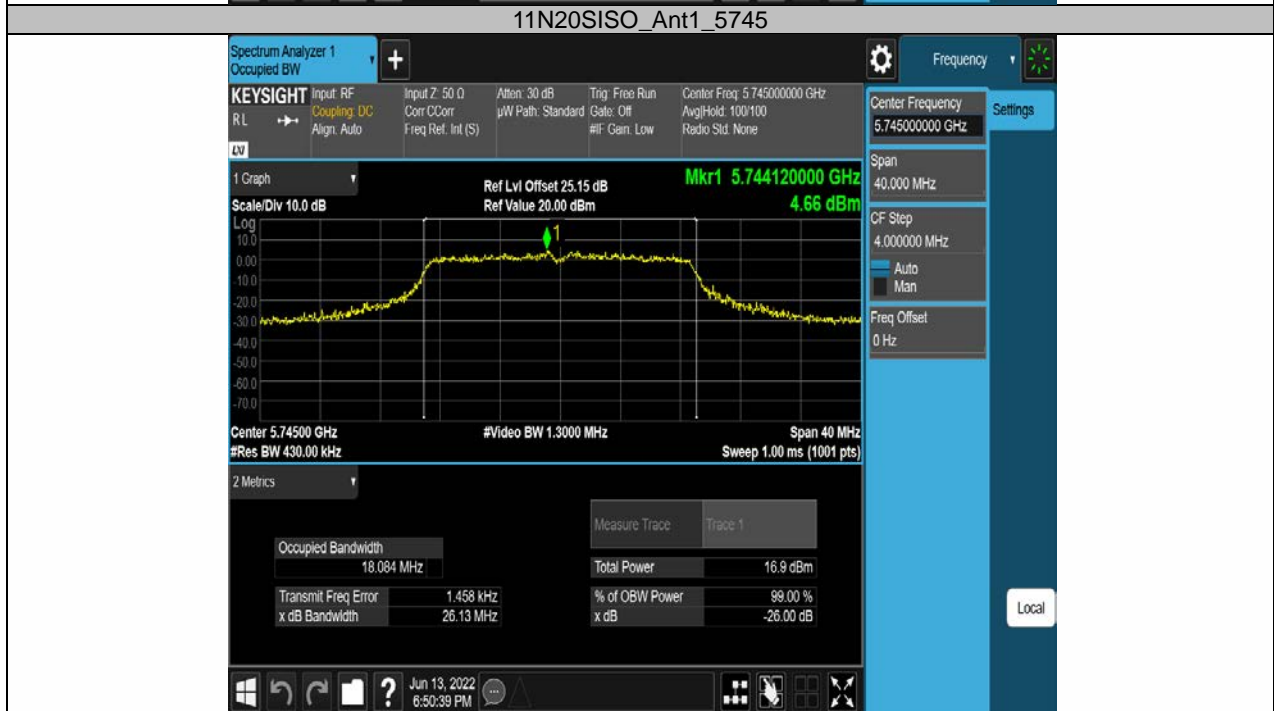 11N20SISO_Ant1_5745
Spectrum Analyzer 1
Occupied BW
+
Frequency
KEYSIGHT
RL
LXI
Input: RF
Coupling: DC
Align: Auto
Input Z: 50 Ω
Corr CCorr
Freq Ref: Int (S)
Atten: 30 dB
µW Path: Standard
Trig: Free Run
Gate: Off
#IF Gain: Low
Center Freq: 5.745000000 GHz
Avg|Hold: 100/100
Radio Std: None
Center Frequency
5.745000000 GHz
Settings
Span
40.000 MHz
CF Step
4.000000 MHz
Auto
Man
Freq Offset
0 Hz
Local
1 Graph
Scale/Div 10.0 dB
Ref Lvl Offset 25.15 dB
Ref Value 20.00 dBm
Mkr1 5.744120000 GHz
4.66 dBm
Log
10.0
0.00
-10.0
-20.0
-30.0
-40.0
-50.0
-60.0
-70.0
1
Center 5.74500 GHz
#Res BW 430.00 kHz
#Video BW 1.3000 MHz
Span 40 MHz
Sweep 1.00 ms (1001 pts)
2 Metrics
Measure Trace Trace 1
Occupied Bandwidth
18.084 MHz
Total Power 16.9 dBm
Transmit Freq Error 1.458 kHz
% of OBW Power 99.00 %
x dB Bandwidth 26.13 MHz
x dB -26.00 dB
?
Jun 13, 2022
6:50:39 PM